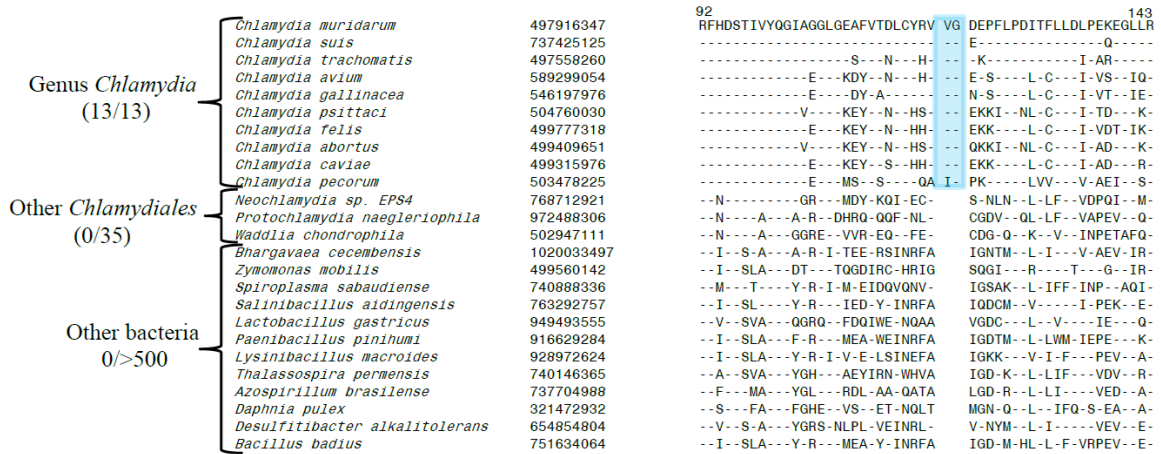 92 143
Chlamydia muridarum 497916347 RFHDSTIVYQGIAGGLGEAFVTDLCYRV VG DEPFLPDITFLLDLPEKEGLLR
Chlamydia suis 737425125 ---------------------------- -- E---------------Q-----
Chlamydia trachomatis 497558260 ------------------S---N---H- -- -K-----------I-AR-----
Chlamydia avium 589299054 -------------E---KDY--N---H- -- E-S----L-C---I-VS--IQ-
Genus Chlamydia
Chlamydia gallinacea 546197976 -------------E----DY-A------ -- N-S----L-C---I-VT--IE-
(13/13)
Chlamydia psittaci 504760030 ------------V----KEY--N--HS- -- EKKI--NL-C---I-TD---K-
Chlamydia felis 499777318 -------------E---KEY--N--HH- -- EKK----L-C---I-VDT-IK-
Chlamydia abortus 499409651 ------------V----KEY--N--HS- -- QKKI--NL-C---I-TD---K-
Chlamydia caviae 499315976 -------------E---KEY--S--HH- -- EKK----L-C---I-AD---R-
Chlamydia pecorum 503478225 -------------E---MS--S----QA I- PK-----LVV---V-AEI--S-
Other Chlamydiales
(0/35)
Neochlamydia sp. EPS4 768712921 --N---------GR---MDY-KQI-EC- S-NLN--L-LF--VDPQI--M-
Protochlamydia naegleriophila 972488306 --N----A---A--R-DHRQ-QQF-NL- CGDV--QL-LF--VAPEV--Q-
Waddlia chondrophila 502947111 --N----A---GGRE--VVR-EQ--FE- CDG-Q--K--V--INPETAFQ-
Bhargavaea cecembensis 1020033497 --I--S-A---A-R-I-TEE-RSINRFA IGNTM--L--I--V-AEV-IR-
Zymomonas mobilis 499560142 --I--SLA---DT---TQGDIRC-HRIG SQGI---R----T---G--IR-
Spiroplasma sabaudiense 740888336 --M---T----Y-R-I-M-EIDQVQNV- IGSAK--L-IFF-INP--AQI-
Salinibacillus aidingensis 763292757 --I--SL----Y-R---IED-Y-INRFA IQDCM--V-----I-PEK--E-
Other bacteria
0/>500
Lactobacillus gastricus 949493555 --V--SVA---QGRQ--FDQIWE-NQAA VGDC---L--V----IE---Q-
Paenibacillus pinihumi 916629284 --I--SLA---F-R---MEA-WEINRFA IGDTM--L-LWM-IEPE---K-
Lysinibacillus macroides 928972624 --I--SLA---Y-R-I-V--ELSINEFA IGKK---V-I-F---PEV--A-
Thalassospira permensis 740146365 --A--SVA---YGH---AEYIRN-WHVA IGD-K--L-LIF---VDV--R-
Azospirillum brasilense 737704988 --F---MA---YGL---RDL-AA-QATA LGD-R--L-LI----VED--L-
Daphnia pulex 321472932 --S---FA---FGHE--VS--ET-NQLT MGN-Q--L--IFQ-S-EA--A-
Desulfitibacter alkalitolerans 654854804 --V--S-A---YGRS-NLPL-VEINRL- V-NYM--L--I--V-PEV--E-
Bacillus badius 751634064 --I--SLA---Y-R---MEA-Y-INRFA IGD-M-HL-L-F-VRPEV--E-